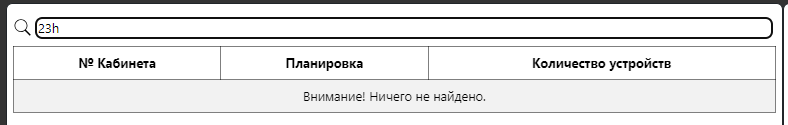 23h
№ Кабинета Планировка Количество устройств
Внимание! Ничего не найдено.